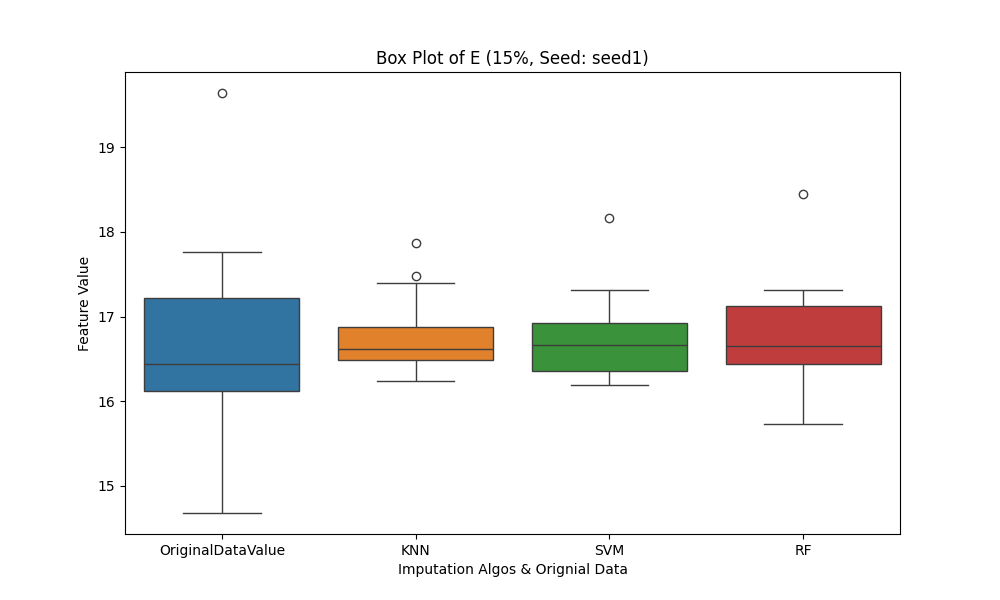 Box Plot of E (15%, Seed: seed1)
Feature Value
19
18
17
16
15
OriginalDataValue KNN SVM RF
Imputation Algos & Orignial Data